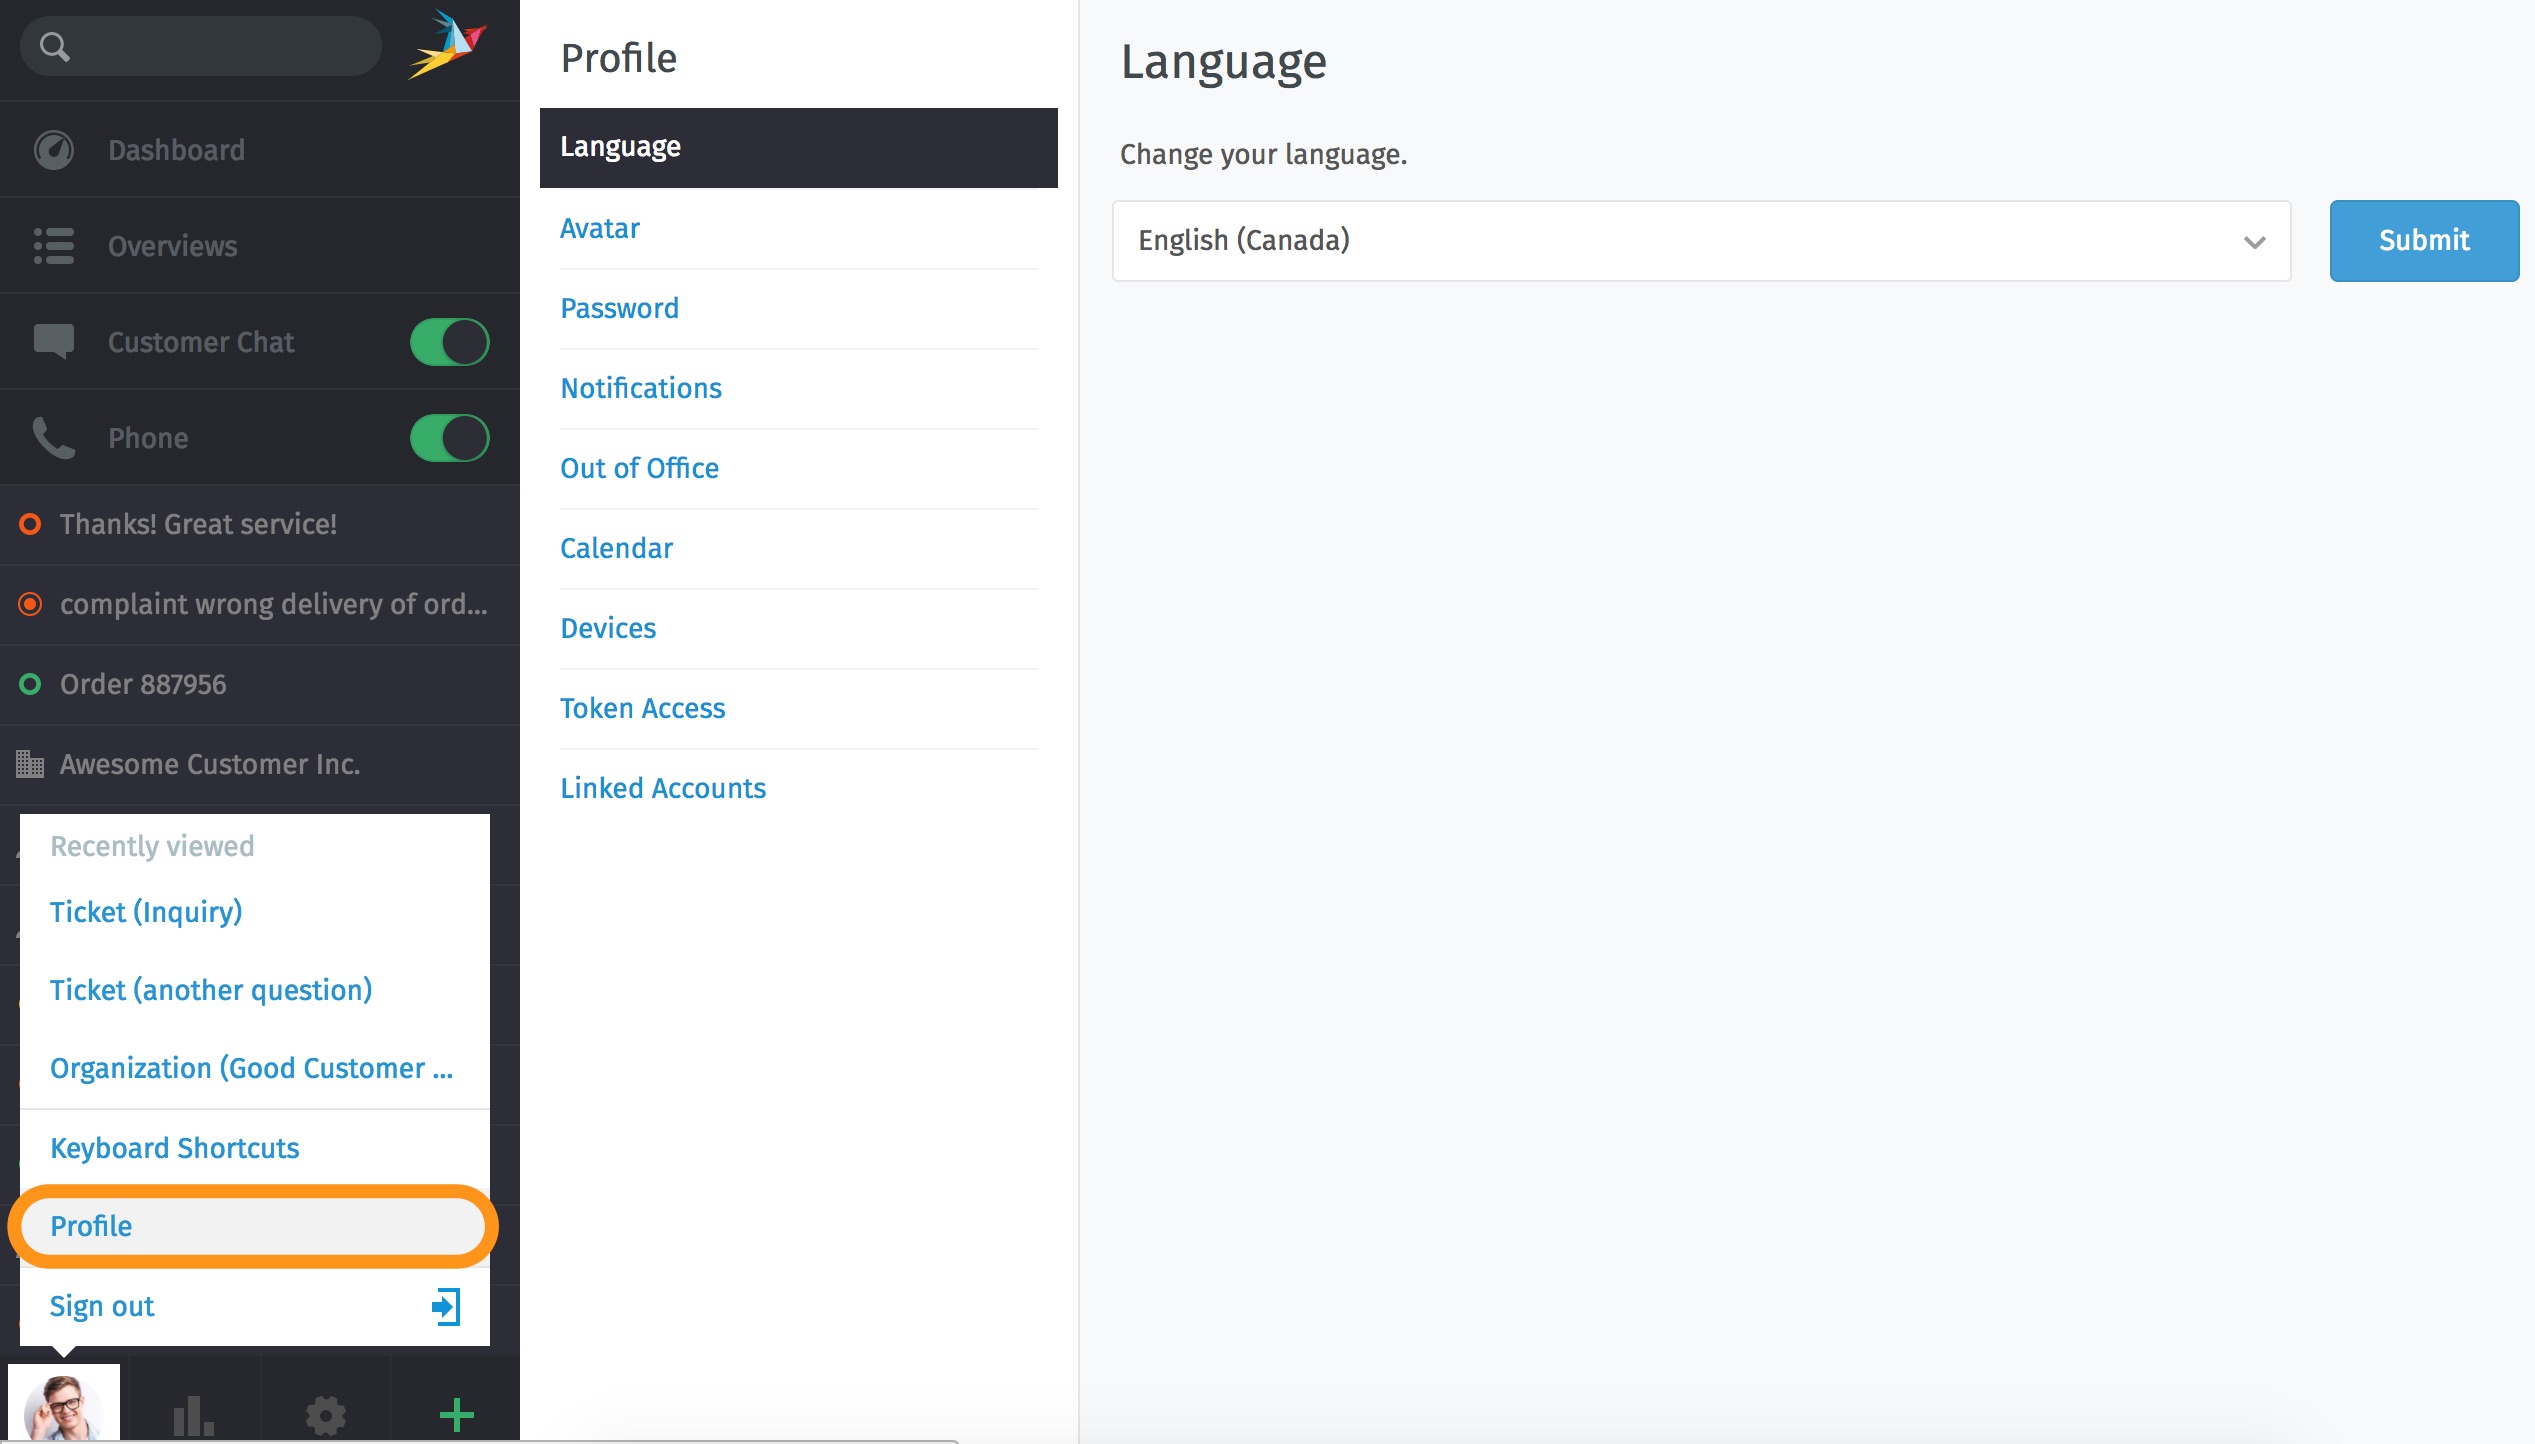 Dashboard
Overviews
Customer Chat
Phone
Thanks! Great service!
complaint wrong delivery of ord...
Order 887956
Awesome Customer Inc.
Recently viewed
Ticket (Inquiry)
Ticket (another question)
Organization (Good Customer ...
Keyboard Shortcuts
Profile
Sign out
Profile
Language
Avatar
Password
Notifications
Out of Office
Calendar
Devices
Token Access
Linked Accounts
Language
Change your language.
English (Canada)
Submit